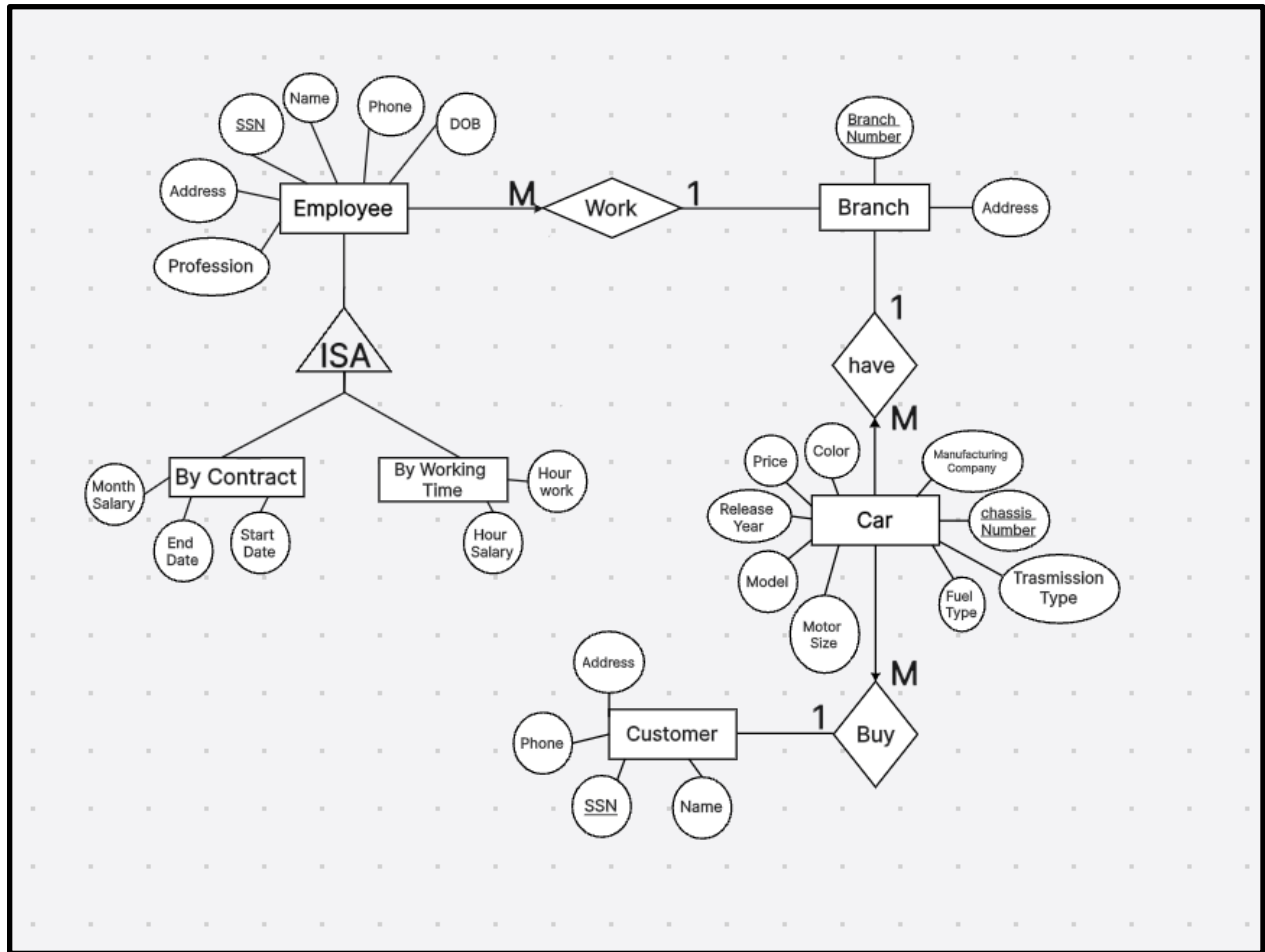 Name
Phone
SSN
DOB
Address
Profession
Employee
M
Work
1
Branch
Number
Branch
Address
ISA
By Contract
Month
Salary
End
Date
Start
Date
By Working
Time
Hour
work
Hour
Salary
1
have
M
Price
Color
Manufacturing
Company
Release
Year
Car
chassis
Number
Model
Motor
Size
Fuel
Type
Trasmission
Type
M
Buy
1
Customer
Address
Phone
SSN
Name